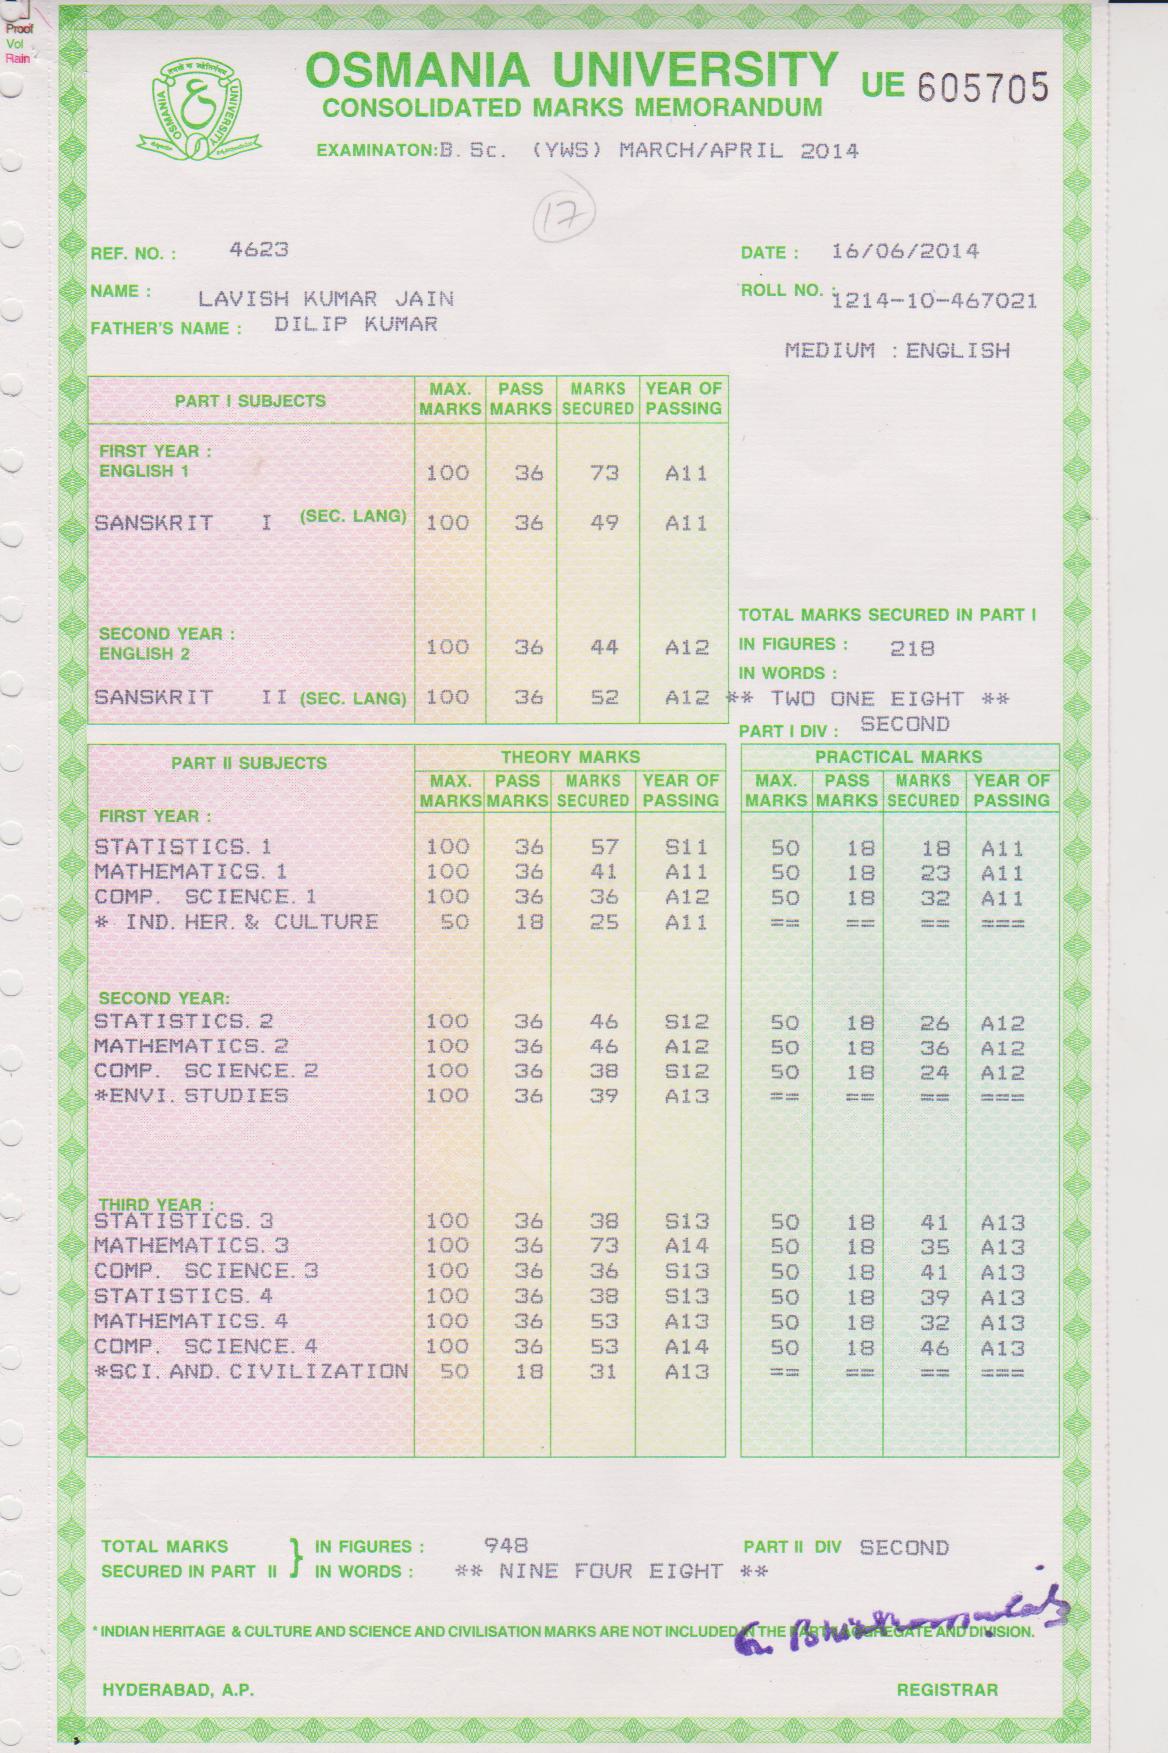 Proof
Vol
Rain
OSMANIA UNIVERSITY
UE 605705
CONSOLIDATED MARKS MEMORANDUM
EXAMINATON: B. Sc. (YWS) MARCH/APRIL 2014
17
REF. NO. : 4623 DATE : 16/06/2014
NAME : LAVISH KUMAR JAIN ROLL NO. : 1214-10-467021
FATHER'S NAME : DILIP KUMAR
MEDIUM : ENGLISH
PART I SUBJECTS MAX. MARKS PASS MARKS MARKS SECURED YEAR OF PASSING
FIRST YEAR :
ENGLISH 1 100 36 73 A11
SANSKRIT I (SEC. LANG) 100 36 49 A11
TOTAL MARKS SECURED IN PART I
SECOND YEAR :
ENGLISH 2 100 36 44 A12 IN FIGURES : 218
IN WORDS :
SANSKRIT II (SEC. LANG) 100 36 52 A12 ** TWO ONE EIGHT **
PART I DIV : SECOND
PART II SUBJECTS THEORY MARKS PRACTICAL MARKS
MAX. MARKS PASS MARKS MARKS SECURED YEAR OF PASSING MAX. MARKS PASS MARKS MARKS SECURED YEAR OF PASSING
FIRST YEAR :
STATISTICS. 1 100 36 57 S11 50 18 18 A11
MATHEMATICS. 1 100 36 41 A11 50 18 23 A11
COMP. SCIENCE. 1 100 36 36 A12 50 18 32 A11
* IND. HER. & CULTURE 50 18 25 A11 == == == ===
SECOND YEAR:
STATISTICS. 2 100 36 46 S12 50 18 26 A12
MATHEMATICS. 2 100 36 46 A12 50 18 36 A12
COMP. SCIENCE. 2 100 36 38 S12 50 18 24 A12
*ENVI. STUDIES 100 36 39 A13 == == == ===
THIRD YEAR :
STATISTICS. 3 100 36 38 S13 50 18 41 A13
MATHEMATICS. 3 100 36 73 A14 50 18 35 A13
COMP. SCIENCE. 3 100 36 36 S13 50 18 41 A13
STATISTICS. 4 100 36 38 S13 50 18 39 A13
MATHEMATICS. 4 100 36 53 A13 50 18 32 A13
COMP. SCIENCE. 4 100 36 53 A14 50 18 46 A13
*SCI. AND. CIVILIZATION 50 18 31 A13 == == == ===
TOTAL MARKS IN FIGURES : 948 PART II DIV SECOND
SECURED IN PART II IN WORDS : ** NINE FOUR EIGHT **
* INDIAN HERITAGE & CULTURE AND SCIENCE AND CIVILISATION MARKS ARE NOT INCLUDED IN THE PART II AGGREGATE AND DIVISION.
HYDERABAD, A.P. REGISTRAR